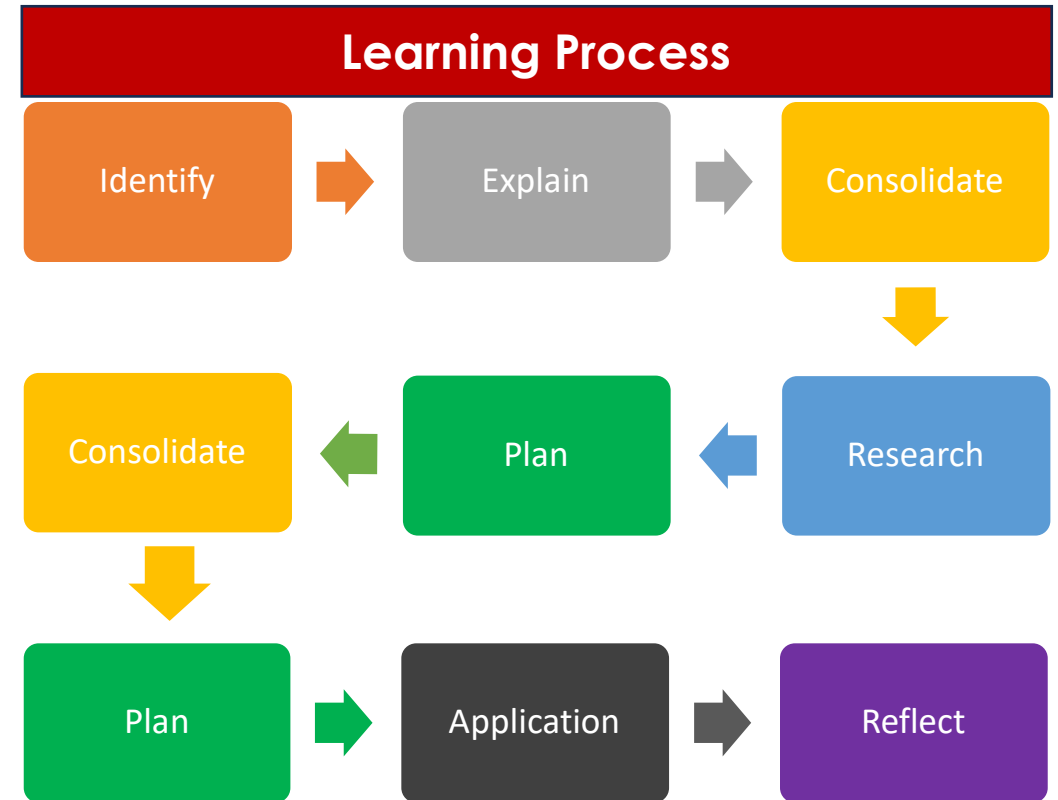 Learning Process
Identify
Explain
Consolidate
Research
Plan
Consolidate
Plan
Application
Reflect